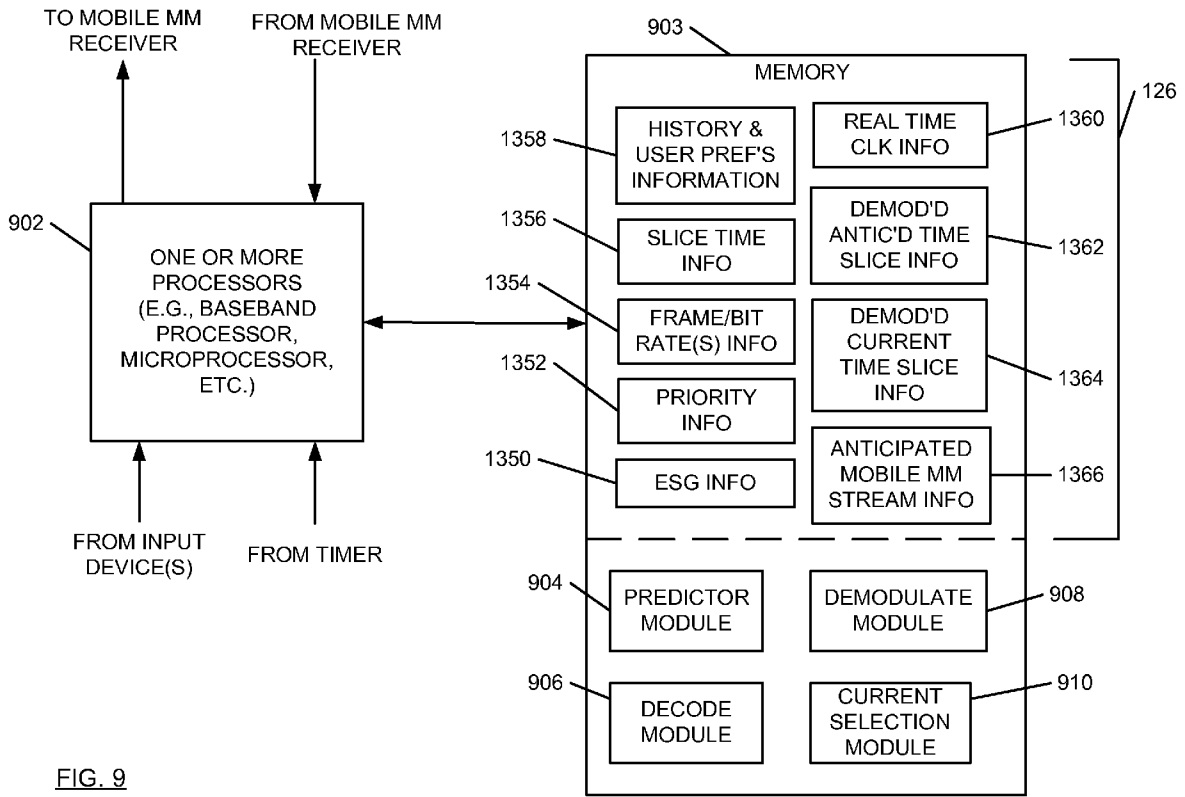 TO MOBILE MM
RECEIVER
FROM MOBILE MM
RECEIVER
902
ONE OR MORE
PROCESSORS
(E.G., BASEBAND
PROCESSOR,
MICROPROCESSOR,
ETC.)
FROM INPUT
DEVICE(S)
FROM TIMER
903
MEMORY
126
1358
HISTORY &
USER PREF'S
INFORMATION
1360
REAL TIME
CLK INFO
1356
SLICE TIME
INFO
1362
DEMOD'D
ANTIC'D TIME
SLICE INFO
1354
FRAME/BIT
RATE(S) INFO
1364
DEMOD'D
CURRENT
TIME SLICE
INFO
1352
PRIORITY
INFO
1350
ESG INFO
1366
ANTICIPATED
MOBILE MM
STREAM INFO
904
PREDICTOR
MODULE
908
DEMODULATE
MODULE
906
DECODE
MODULE
910
CURRENT
SELECTION
MODULE
FIG. 9